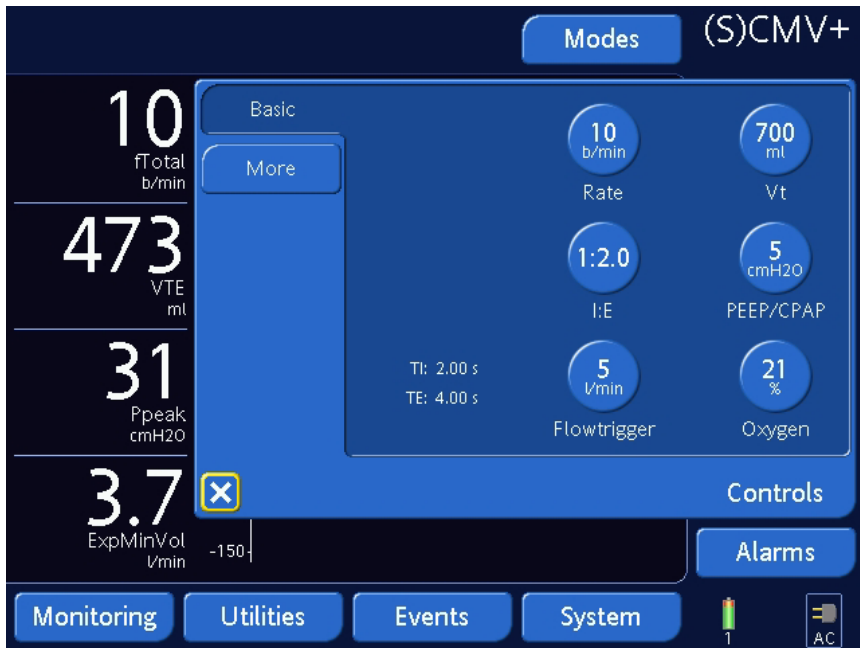 Modes
(S)CMV+
10
fTotal
b/min
473
VTE
ml
31
Ppeak
cmH2O
3.7
ExpMinVol
l/min
Basic
More
10
b/min
Rate
700
ml
Vt
1:2.0
I:E
5
cmH2O
PEEP/CPAP
TI: 2.00 s
TE: 4.00 s
5
l/min
Flowtrigger
21
%
Oxygen
Controls
-150
Alarms
Monitoring
Utilities
Events
System
1
AC